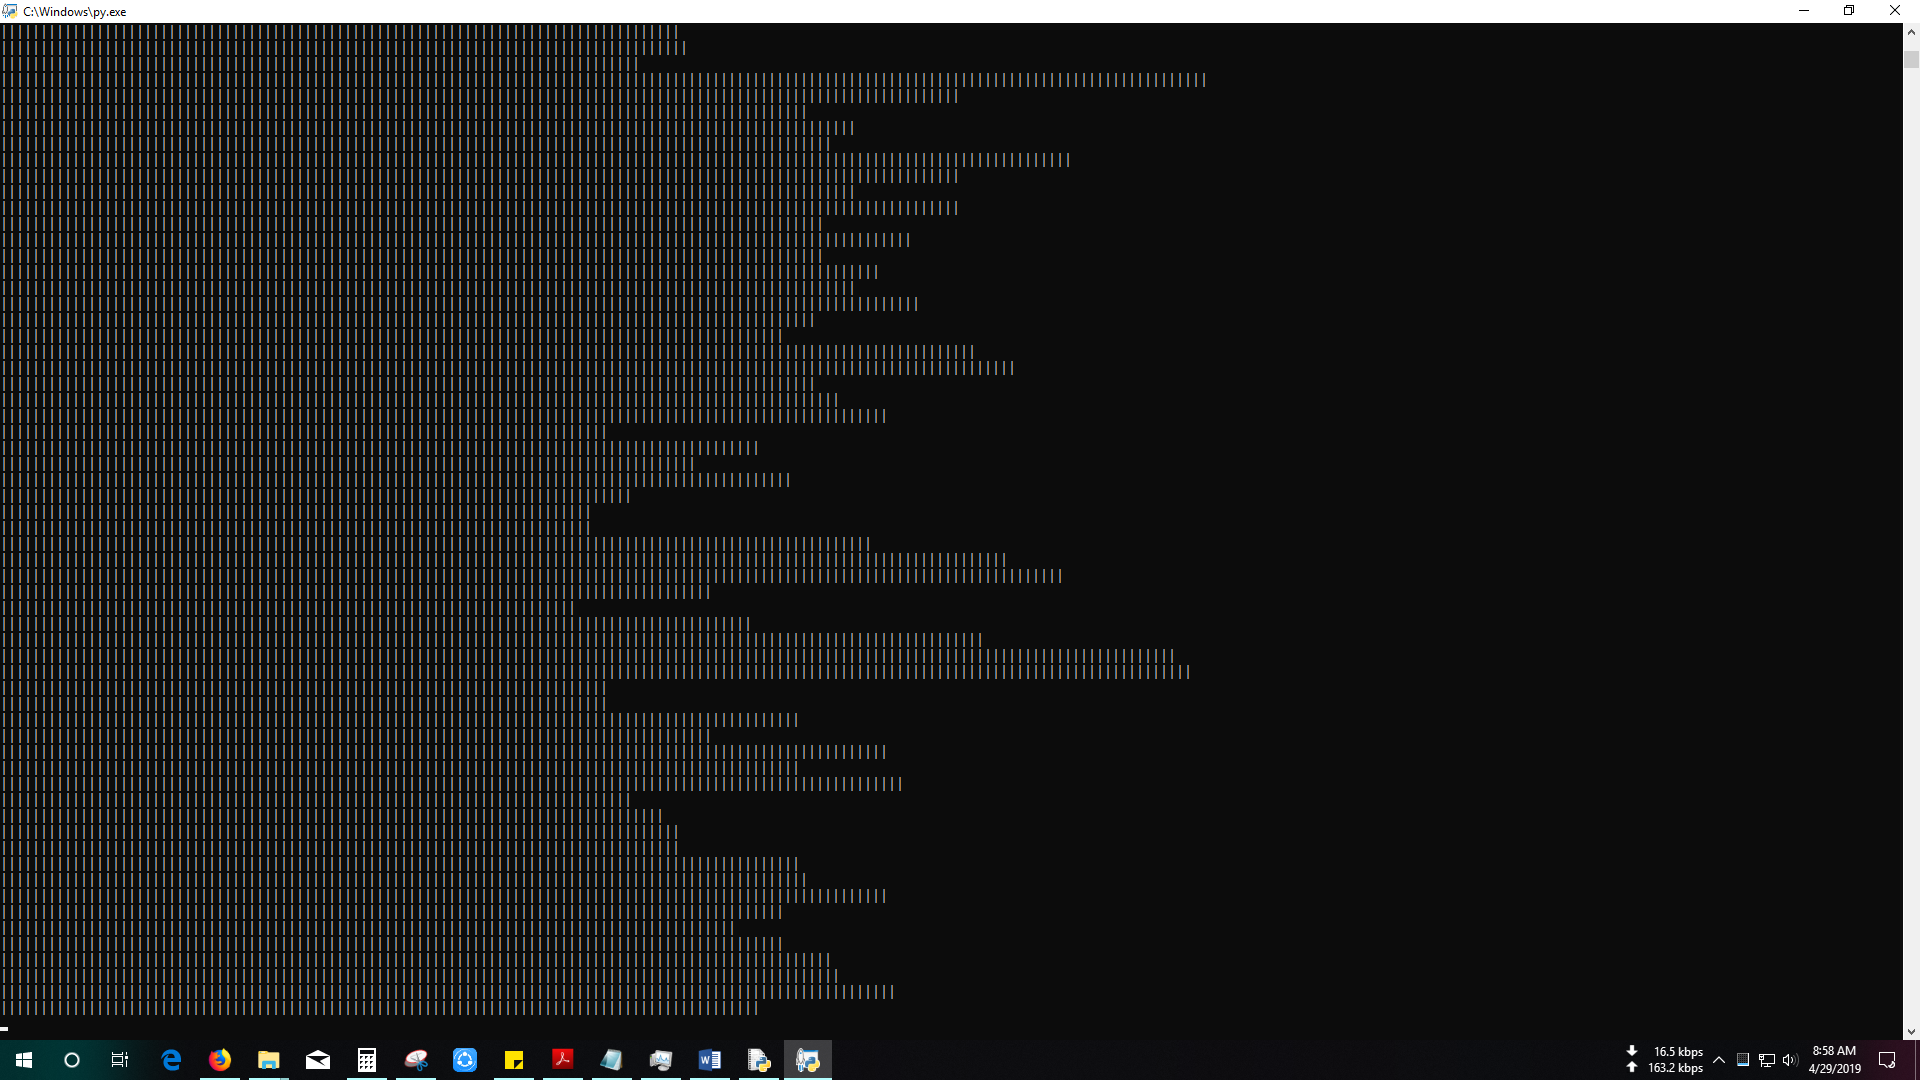 C:\Windows\py.exe
16.5 kbps
163.2 kbps
8:58 AM
4/29/2019